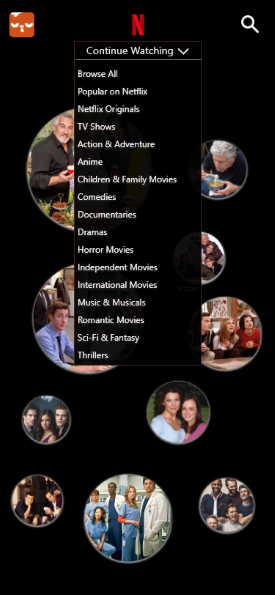 N
Continue Watching
Browse All
Popular on Netflix
Netflix Originals
TV Shows
Action & Adventure
Anime
Children & Family Movies
Comedies
Documentaries
Dramas
Horror Movies
Independent Movies
International Movies
Music & Musicals
Romantic Movies
Sci-Fi & Fantasy
Thrillers